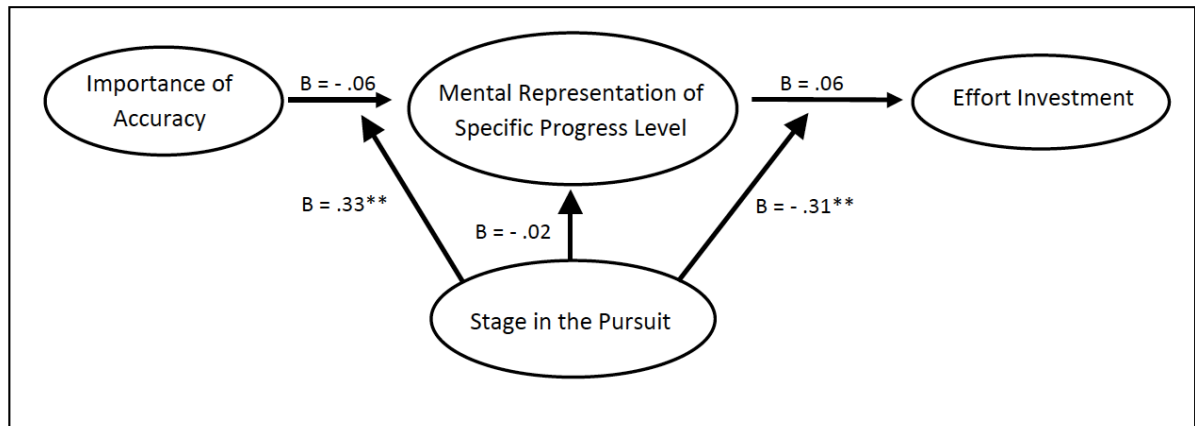 Importance of
Accuracy
B = - .06
Mental Representation of
Specific Progress Level
B = .06
Effort Investment
B = .33**
B = - .02
B = - .31**
Stage in the Pursuit